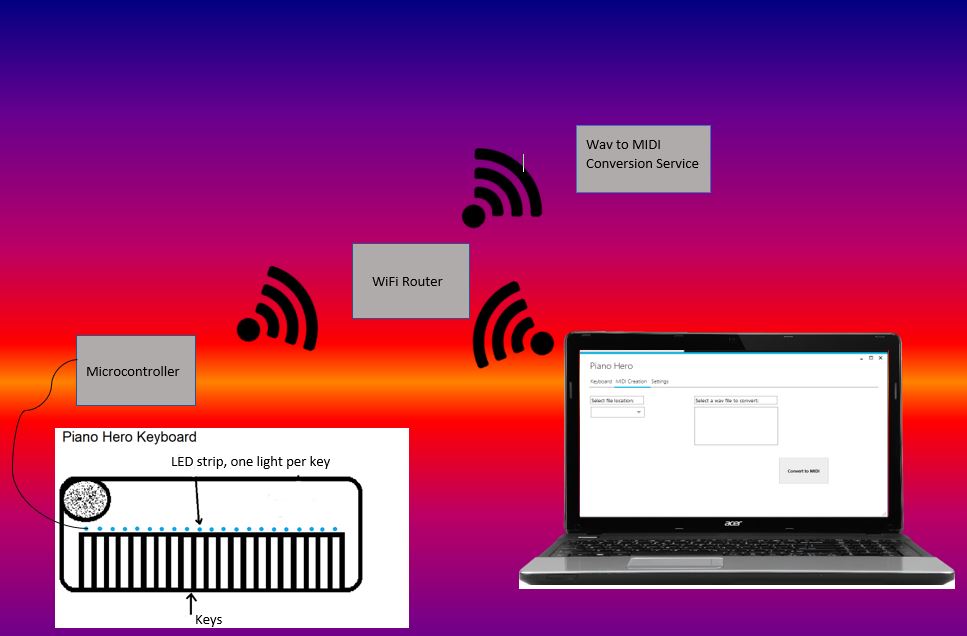 Wav to MIDI
Conversion Service
WiFi Router
Microcontroller
Piano Hero
Keyboard MIDI Creation Settings
Select file location:
Select a wav file to convert:
Convert to MIDI
acer
Piano Hero Keyboard
LED strip, one light per key
Keys